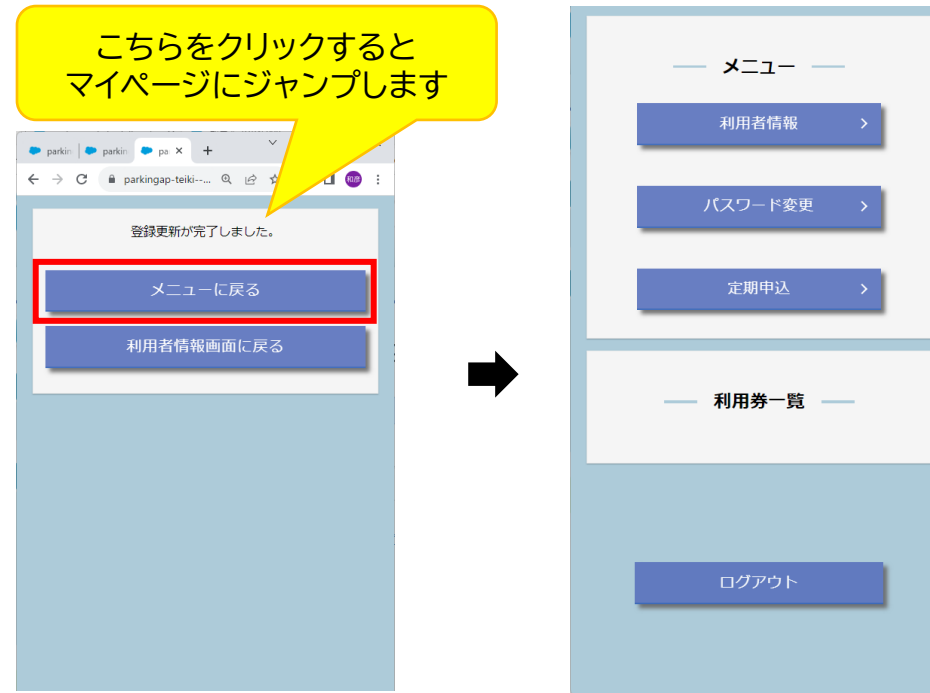 こちらをクリックすると
マイページにジャンプします
parkin
parkin
pa
parkingap-teiki--...
和彦
登録更新が完了しました。
メニューに戻る
利用者情報画面に戻る
メニュー
利用者情報
パスワード変更
定期申込
利用券一覧
ログアウト